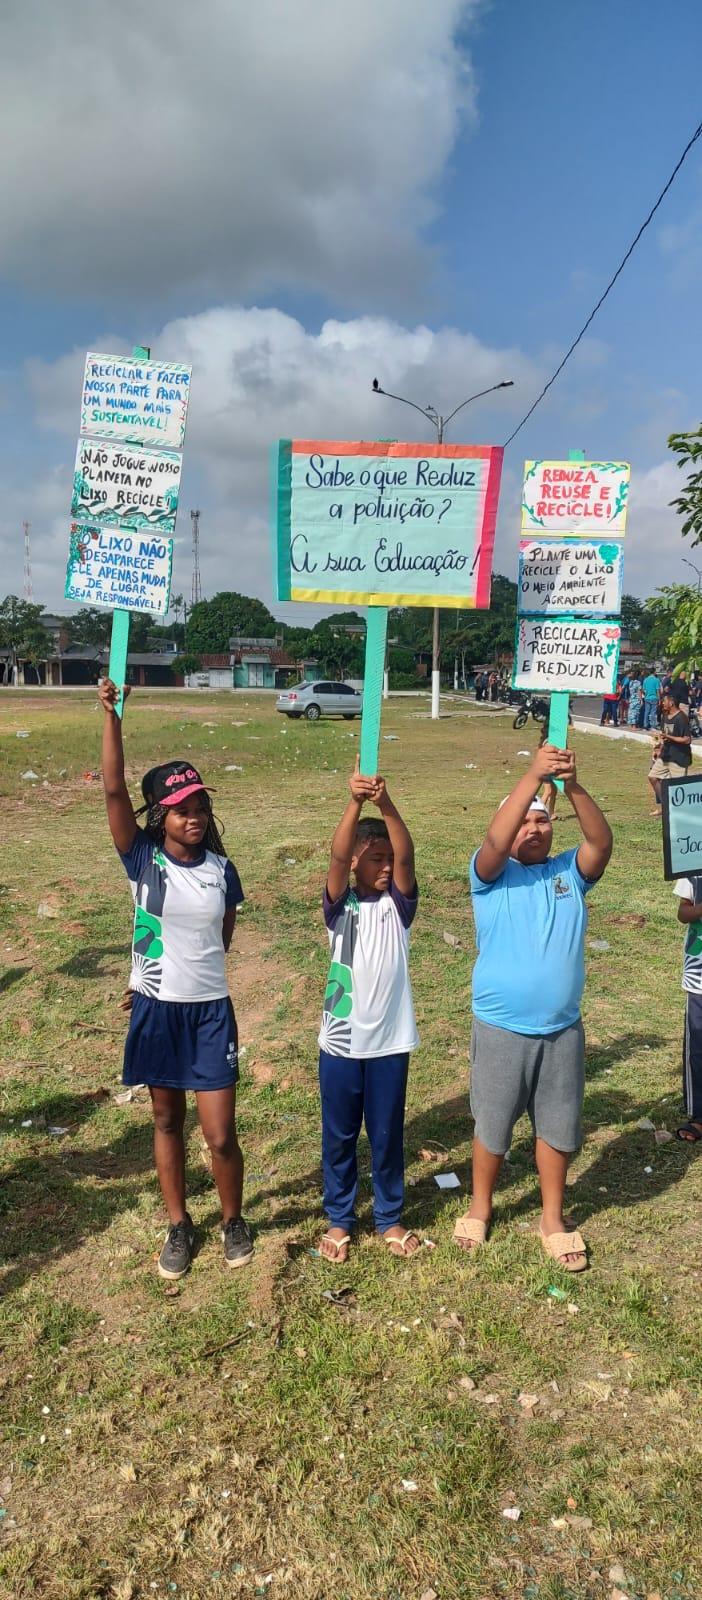 RECICLAR E FAZER
NOSSA PARTE PARA
UM MUNDO MAIS
SUSTENTAVEL!
NÃO JOGUE NOSSO
PLANETA NO
LIXO RECICLE!
O LIXO NÃO
DESAPARECE
ELE APENAS MUDA
DE LUGAR.
SEJA RESPONSÁVEL!
Sabe o que Reduz
a poluição?
A sua Educação!
REDUZA
REUSE E
RECICLE!
PLANTE UMA
RECICLE O LIXO
O MEIO AMBIENTE
AGRADECE!
RECICLAR,
REUTILIZAR
E REDUZIR
O me